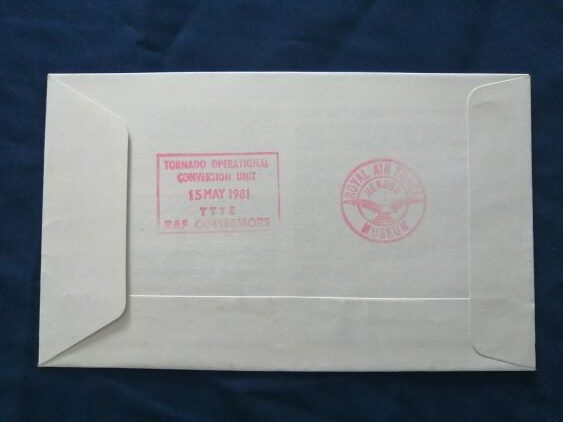 TORNADO OPERATIONAL
CONVERSION UNIT
15 MAY 1981
TTTE
RAF COTTESMORE
ROYAL AIR FORCE
HENDON
MUSEUM